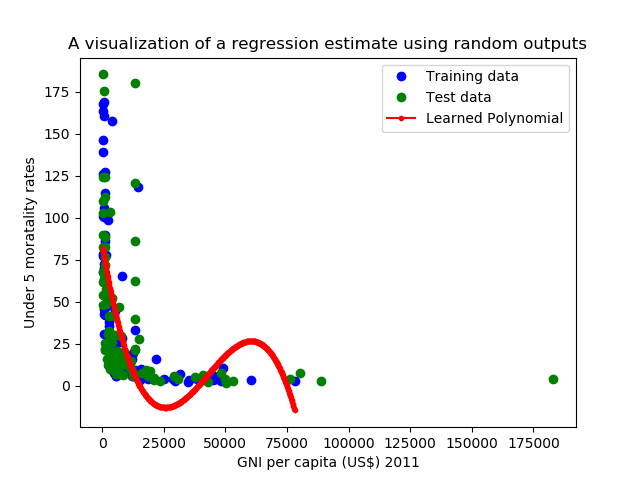 A visualization of a regression estimate using random outputs
Training data
Test data
Learned Polynomial
Under 5 moratality rates
175
150
125
100
75
50
25
0
0 25000 50000 75000 100000 125000 150000 175000
GNI per capita (US$) 2011